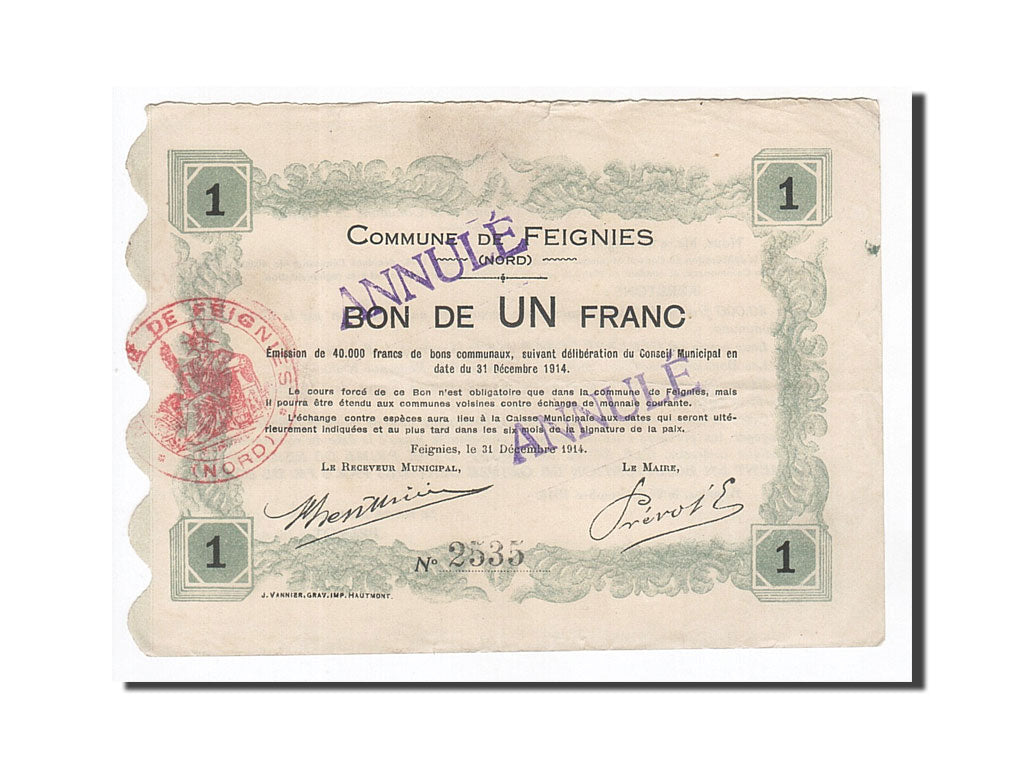 1
1
COMMUNE DE FEIGNIES
(NORD)
ANNULÉ
BON DE UN FRANC
Émission de 40.000 francs de bons communaux, suivant délibération du Conseil Municipal en
date du 31 Décembre 1914.
DE FEIGNIES
(NORD)
Le cours forcé de ce Bon n'est obligatoire que dans la commune de Feignies, mais
il pourra être étendu aux communes voisines contre échange de monnaie courante.
L'échange contre espèces aura lieu à la Caisse Municipale aux dates qui seront ulté-
rieurement indiquées et au plus tard dans les six mois de la signature de la paix.
ANNULÉ
Feignies, le 31 Décembre 1914.
LE RECEVEUR MUNICIPAL,
LE MAIRE,
Prévot E
1
1
No 2535
J. VANNIER, GRAV. IMP. HAUTMONT.